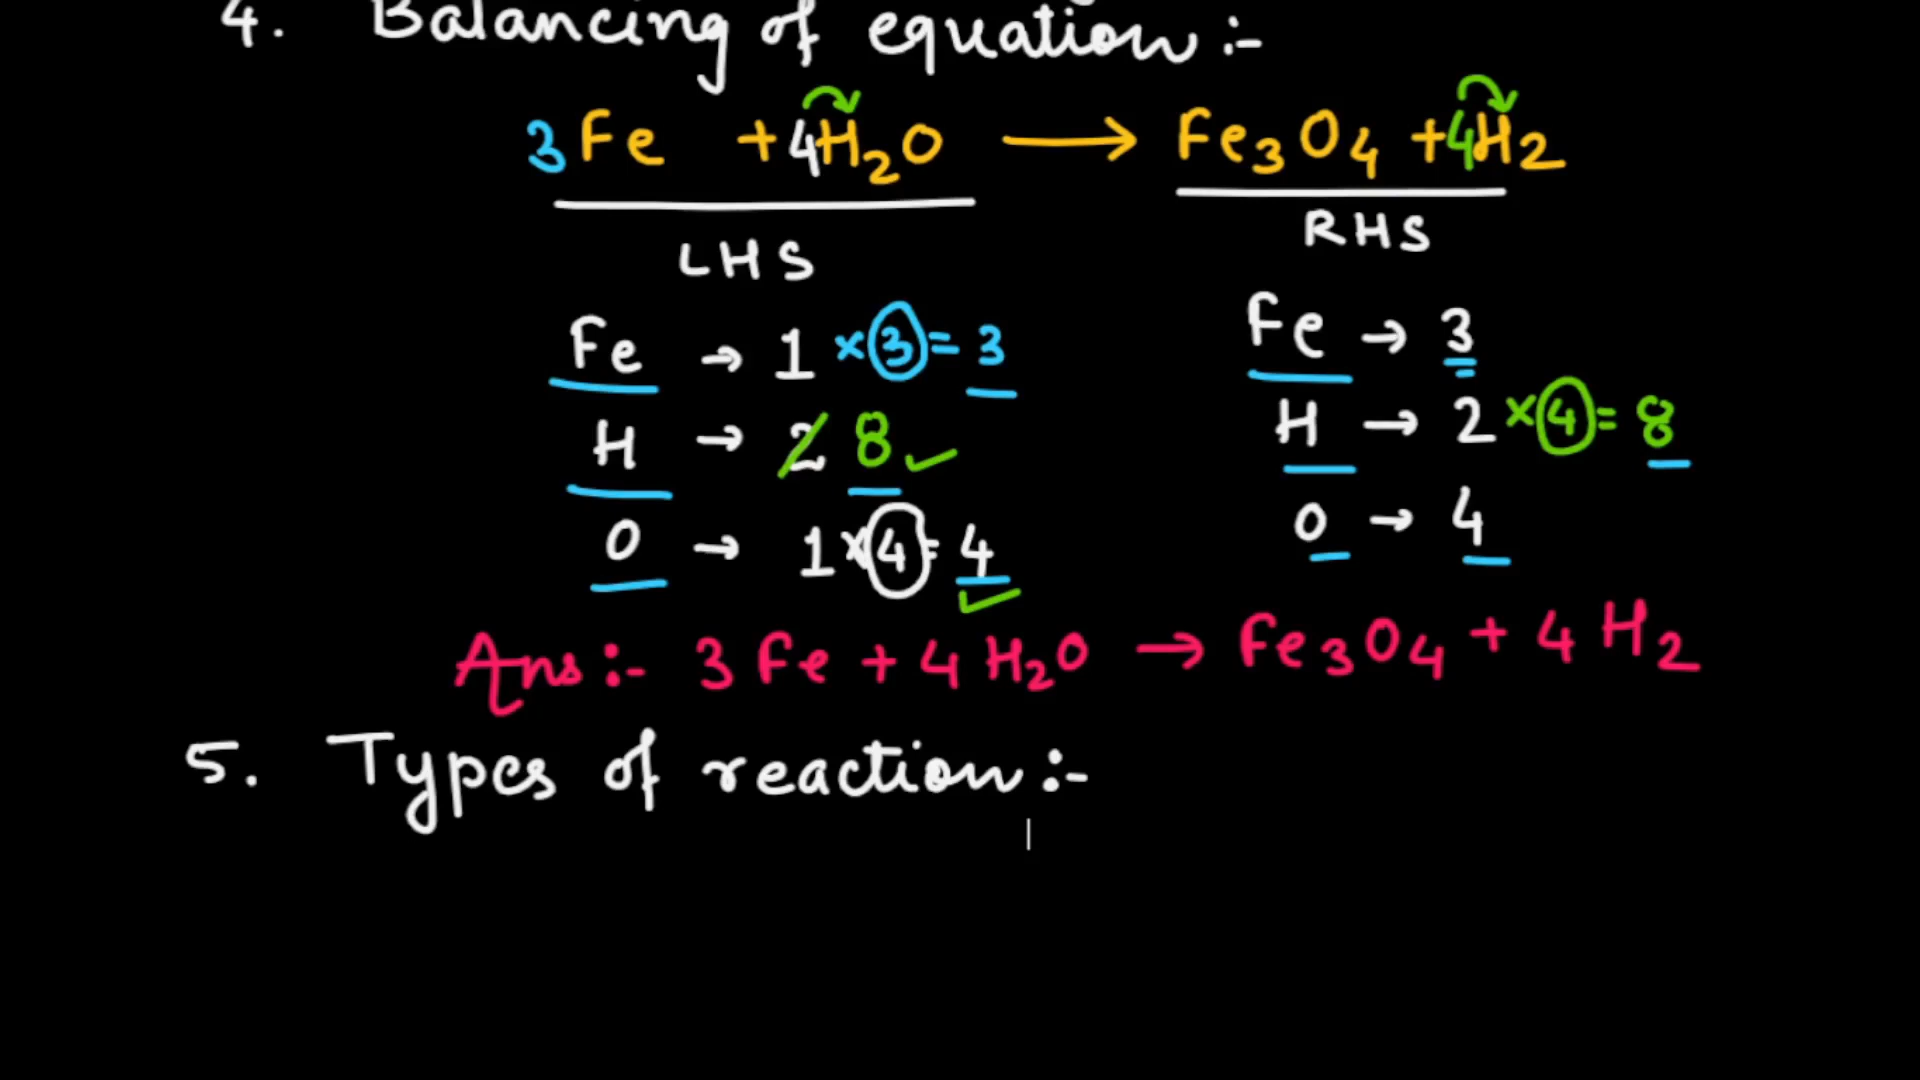 4. Balancing of equation :-
3Fe + 4H₂O → Fe₃O₄ + 4H₂
LHS RHS
Fe → 1 × 3 = 3 Fe → 3
H → 2 8 ✓ H → 2 × 4 = 8
O → 1 × 4 = 4 ✓ O → 4
Ans :- 3Fe + 4H₂O → Fe₃O₄ + 4H₂
5. Types of reaction :-